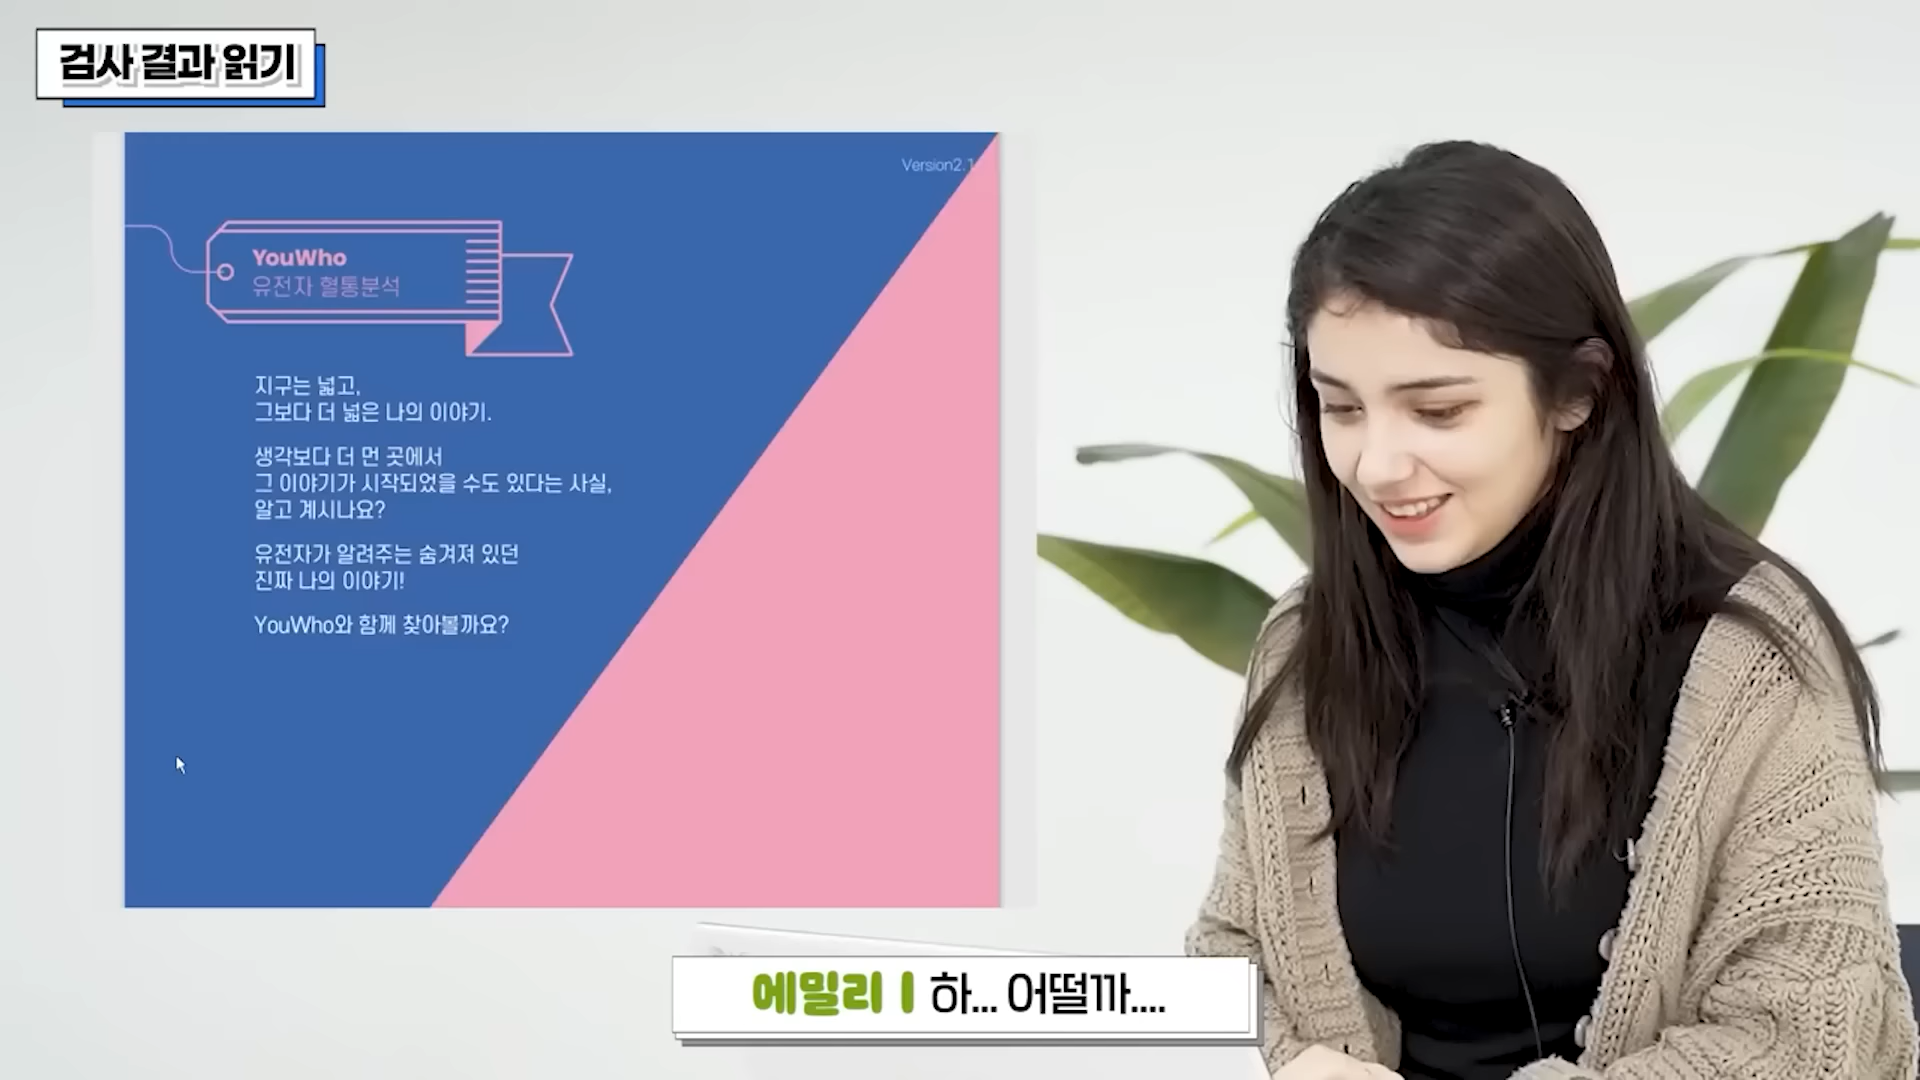 검사 결과 읽기
Version2.1
YouWho
유전자 혈통분석
지구는 넓고,
그보다 더 넓은 나의 이야기.
생각보다 더 먼 곳에서
그 이야기가 시작되었을 수도 있다는 사실,
알고 계시나요?
유전자가 알려주는 숨겨져 있던
진짜 나의 이야기!
YouWho와 함께 찾아볼까요?
에밀리 | 하... 어떨까....